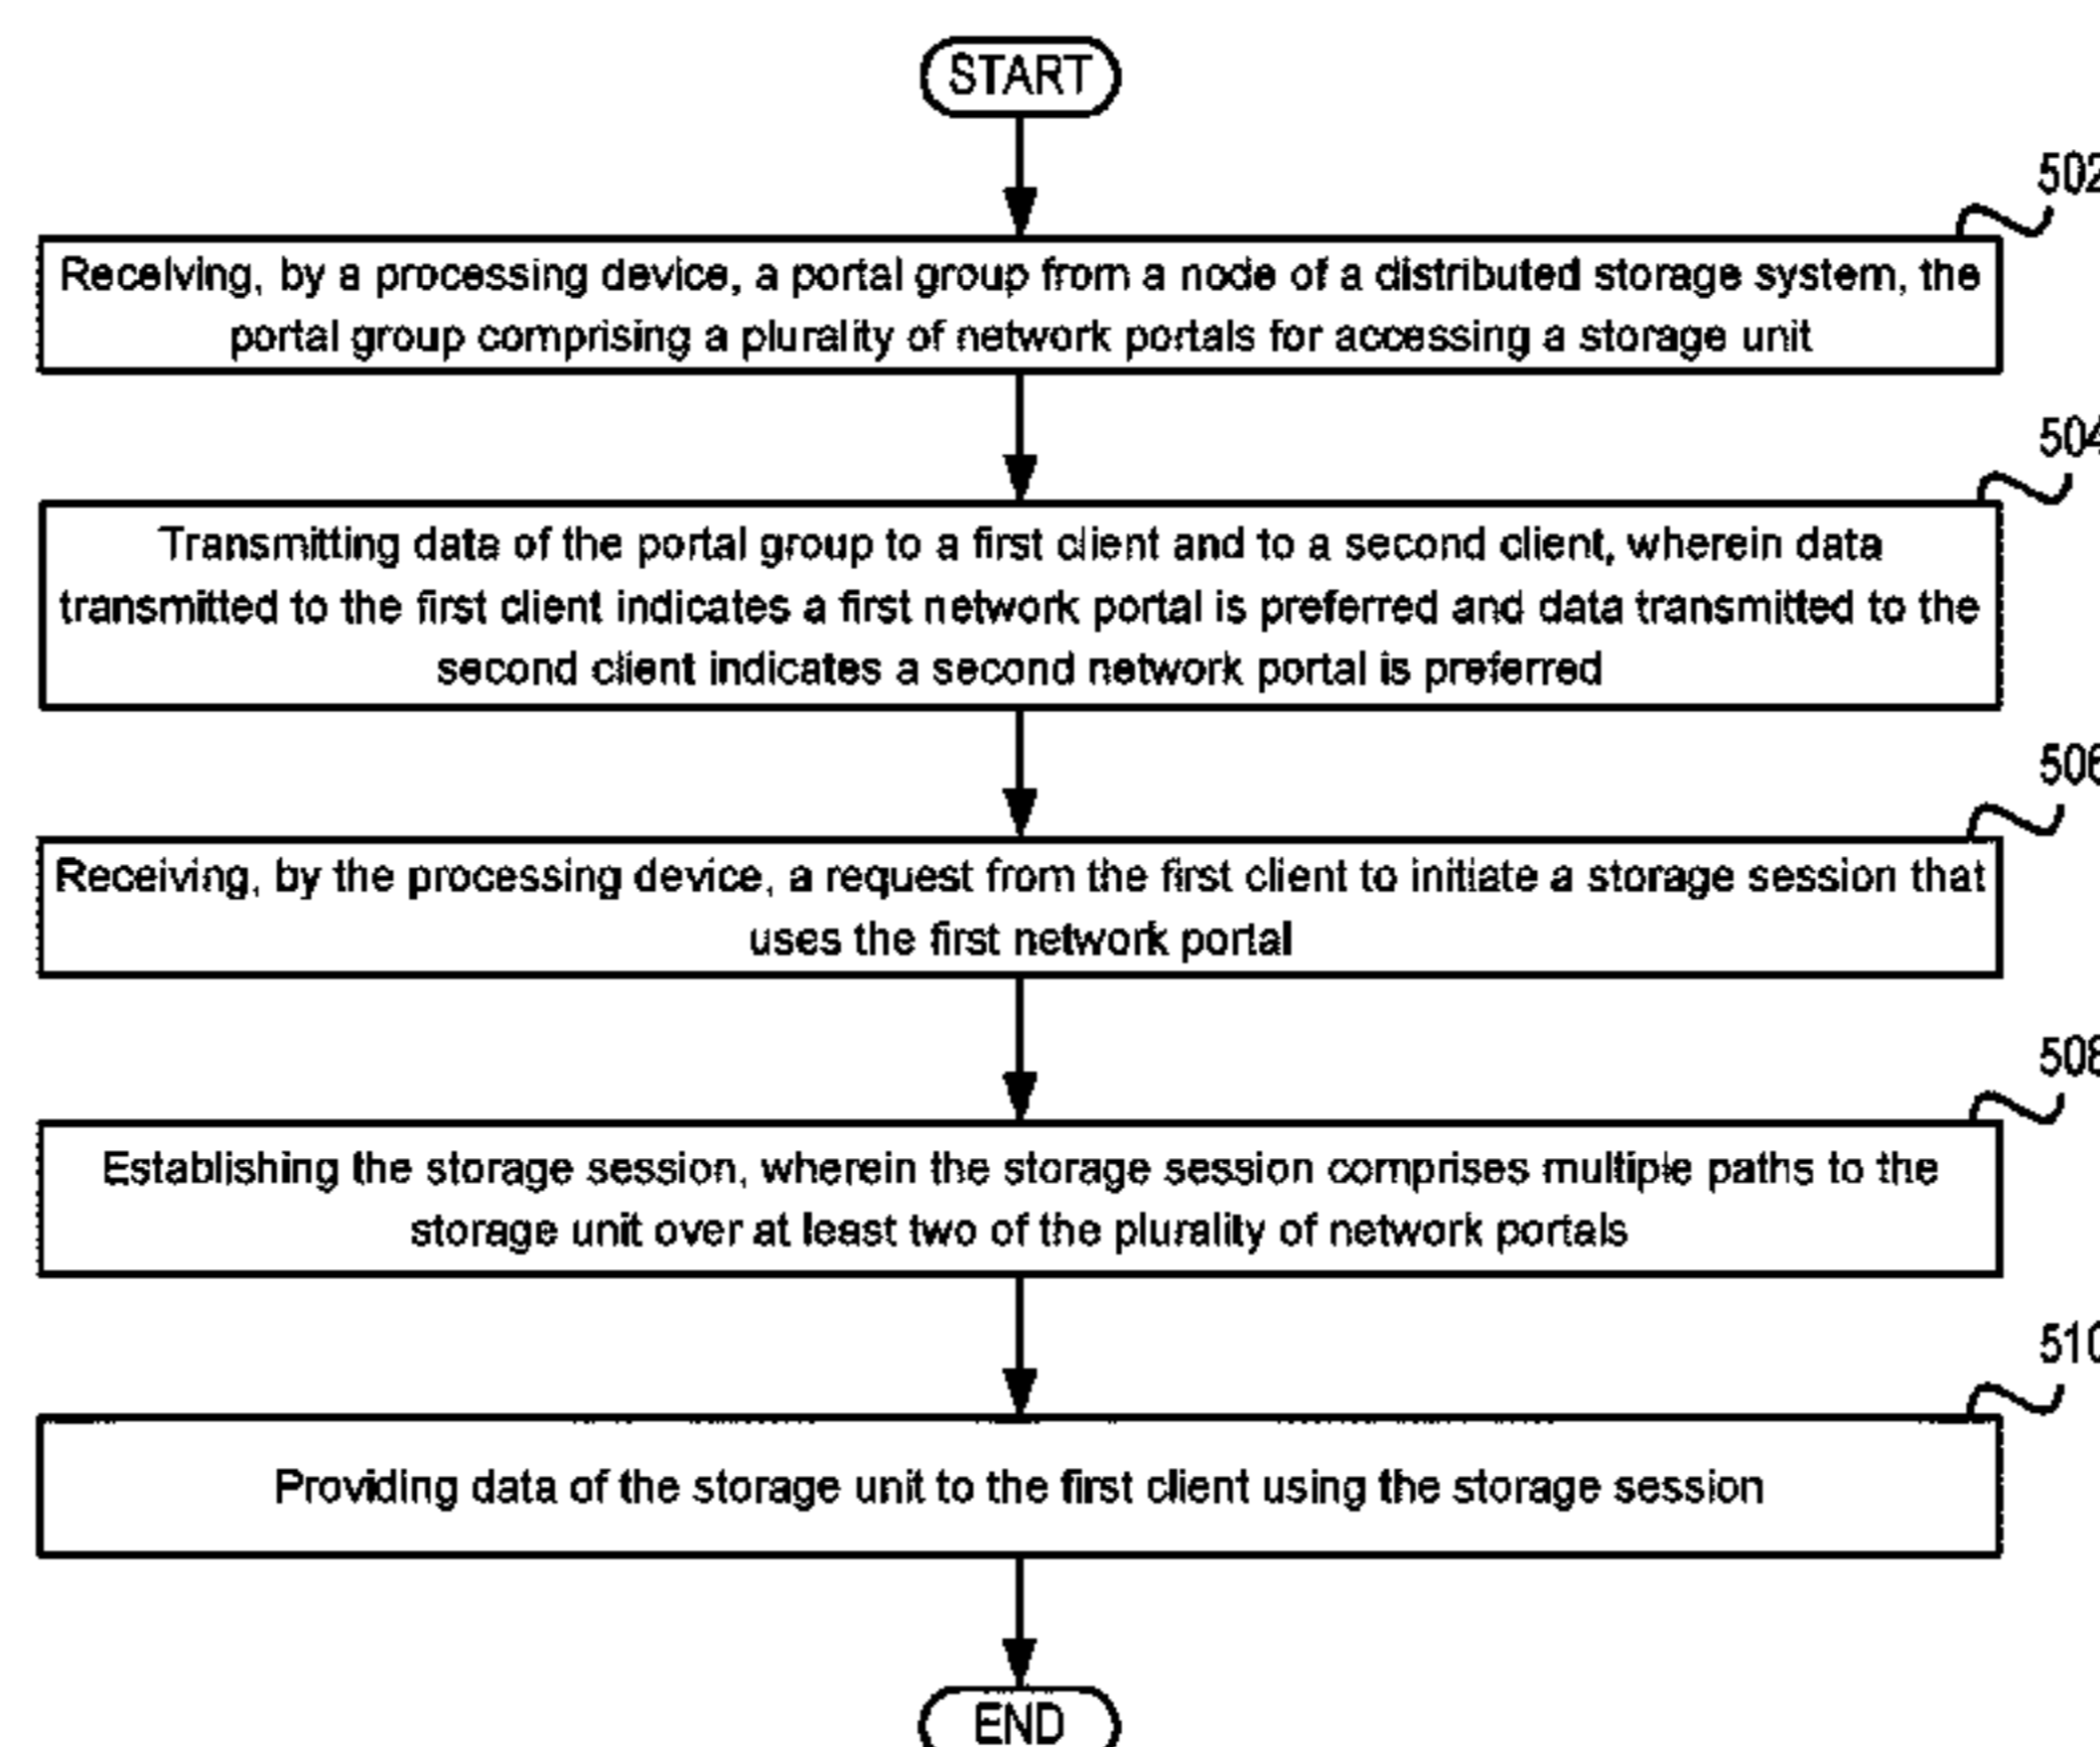 START
502
Receiving, by a processing device, a portal group from a node of a distributed storage system, the
portal group comprising a plurality of network portals for accessing a storage unit
504
Transmitting data of the portal group to a first client and to a second client, wherein data
transmitted to the first client indicates a first network portal is preferred and data transmitted to the
second client indicates a second network portal is preferred
506
Receiving, by the processing device, a request from the first client to initiate a storage session that
uses the first network portal
508
Establishing the storage session, wherein the storage session comprises multiple paths to the
storage unit over at least two of the plurality of network portals
510
Providing data of the storage unit to the first client using the storage session
END